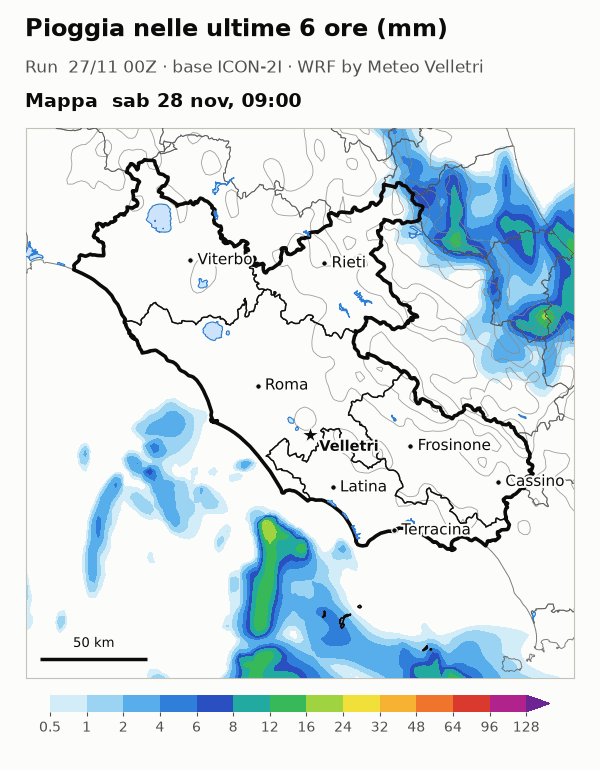 Pioggia nelle ultime 6 ore (mm)
Run 27/11 00Z · base ICON-2I · WRF by Meteo Velletri
Mappa sab 28 nov, 09:00
Viterbo
Rieti
Roma
Velletri
Frosinone
Latina
Cassino
Terracina
50 km
0.5 1 2 4 6 8 12 16 24 32 48 64 96 128